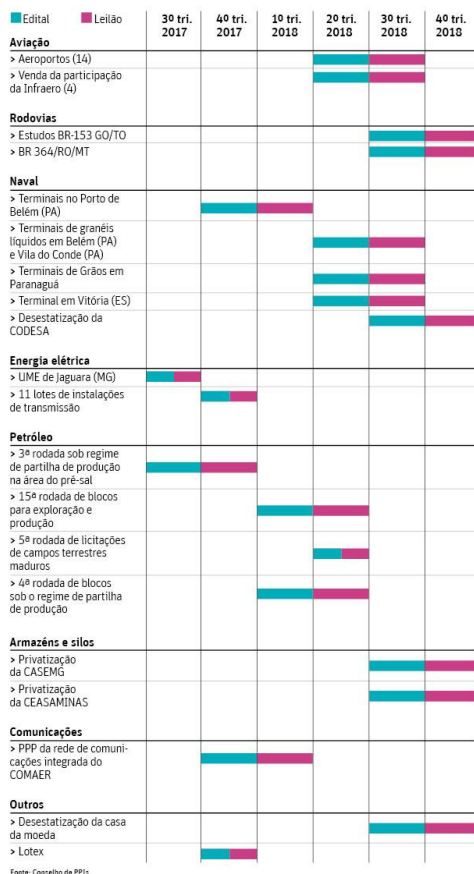 Edital
Leilão
3º tri. 2017
4º tri. 2017
1º tri. 2018
2º tri. 2018
3º tri. 2018
4º tri. 2018
Aviação
> Aeroportos (14)
> Venda da participação
da Infraero (4)
Rodovias
> Estudos BR-153 GO/TO
> BR 364/RO/MT
Naval
> Terminais no Porto de
Belém (PA)
> Terminais de granéis
líquidos em Belém (PA)
e Vila do Conde (PA)
> Terminais de Grãos em
Paranaguá
> Terminal em Vitória (ES)
> Desestatização da
CODESA
Energia elétrica
> UME de Jaguara (MG)
> 11 lotes de instalações
de transmissão
Petróleo
> 3ª rodada sob regime
de partilha de produção
na área do pré-sal
> 15ª rodada de blocos
para exploração e
produção
> 5ª rodada de licitações
de campos terrestres
maduros
> 4ª rodada de blocos
sob o regime de partilha
de produção
Armazéns e silos
> Privatização
da CASEMG
> Privatização
da CEASAMINAS
Comunicações
> PPP da rede de comuni-
cações integrada do
COMAER
Outros
> Desestatização da casa
da moeda
> Lotex
Fonte: Conselho de PPIs